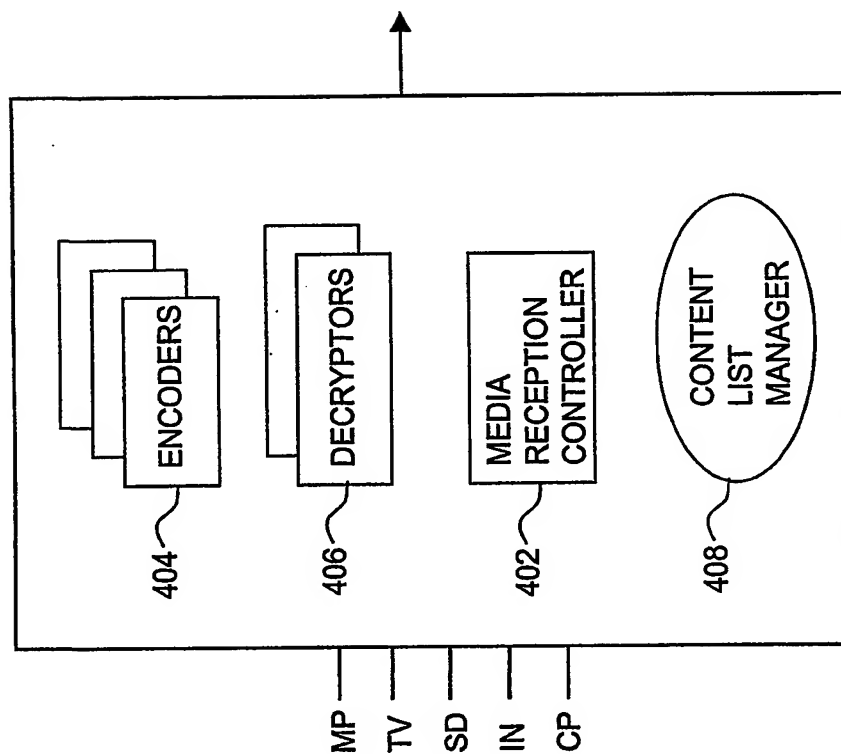 ENCODERS
404
DECRYPTORS
406
MEDIA
RECEPTION
CONTROLLER
402
CONTENT
LIST
MANAGER
408
MP
TV
SD
IN
CP